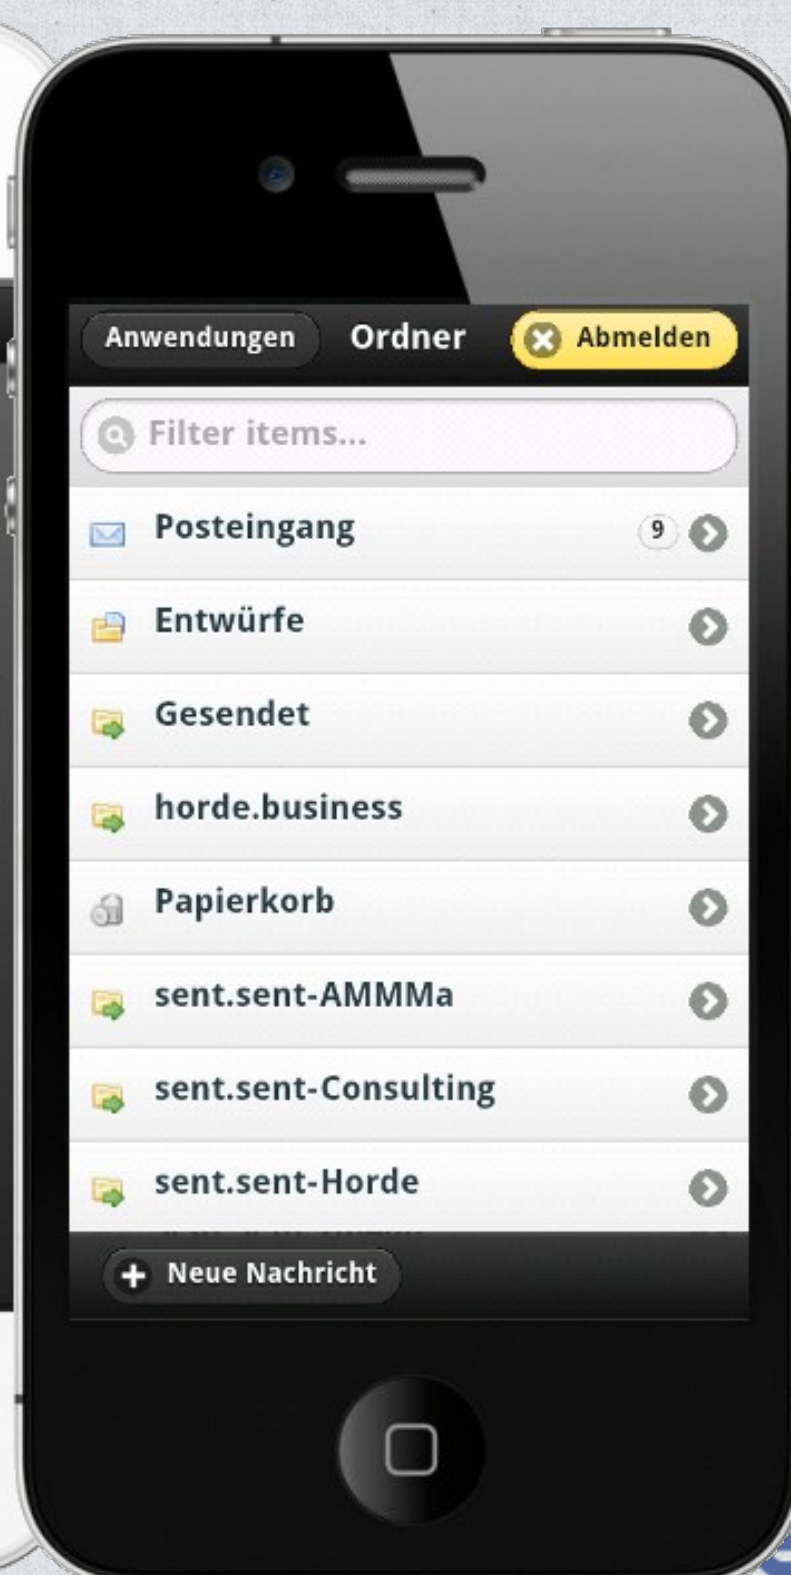 Anwendungen Ordner Abmelden
Filter items...
Posteingang 9
Entwürfe
Gesendet
horde.business
Papierkorb
sent.sent-AMMMa
sent.sent-Consulting
sent.sent-Horde
Neue Nachricht